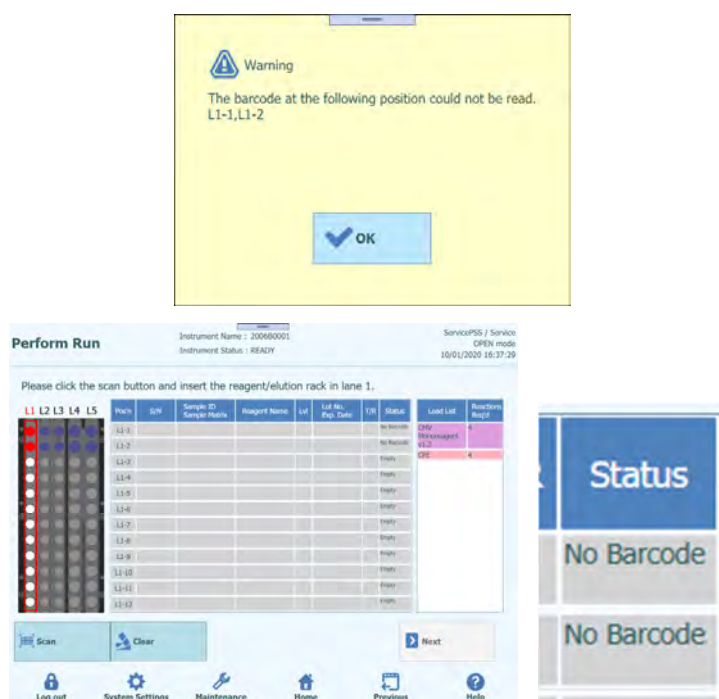 Warning
The barcode at the following position could not be read.
L1-1,L1-2
OK
Perform Run
Instrument Name : 200680001
Instrument Status : READY
ServicePSS / Service
OPEN mode
10/01/2020 16:37:29
Please click the scan button and insert the reagent/elution rack in lane 1.
L1 L2 L3 L4 L5
Pos'n S/N Sample ID Sample Matrix Reagent Name Lvl Lot No. Exp. Date T/R Status
L1-1 No Barcode
L1-2 No Barcode
L1-3 Empty
L1-4 Empty
L1-5 Empty
L1-6 Empty
L1-7 Empty
L1-8 Empty
L1-9 Empty
L1-10 Empty
L1-11 Empty
L1-12 Empty
Load List Reactions Req'd
CMV Monoreagent v1.2 4
CPE 4
Scan
Clear
Next
Log out
System Settings
Maintenance
Home
Previous
Help
Status
No Barcode
No Barcode